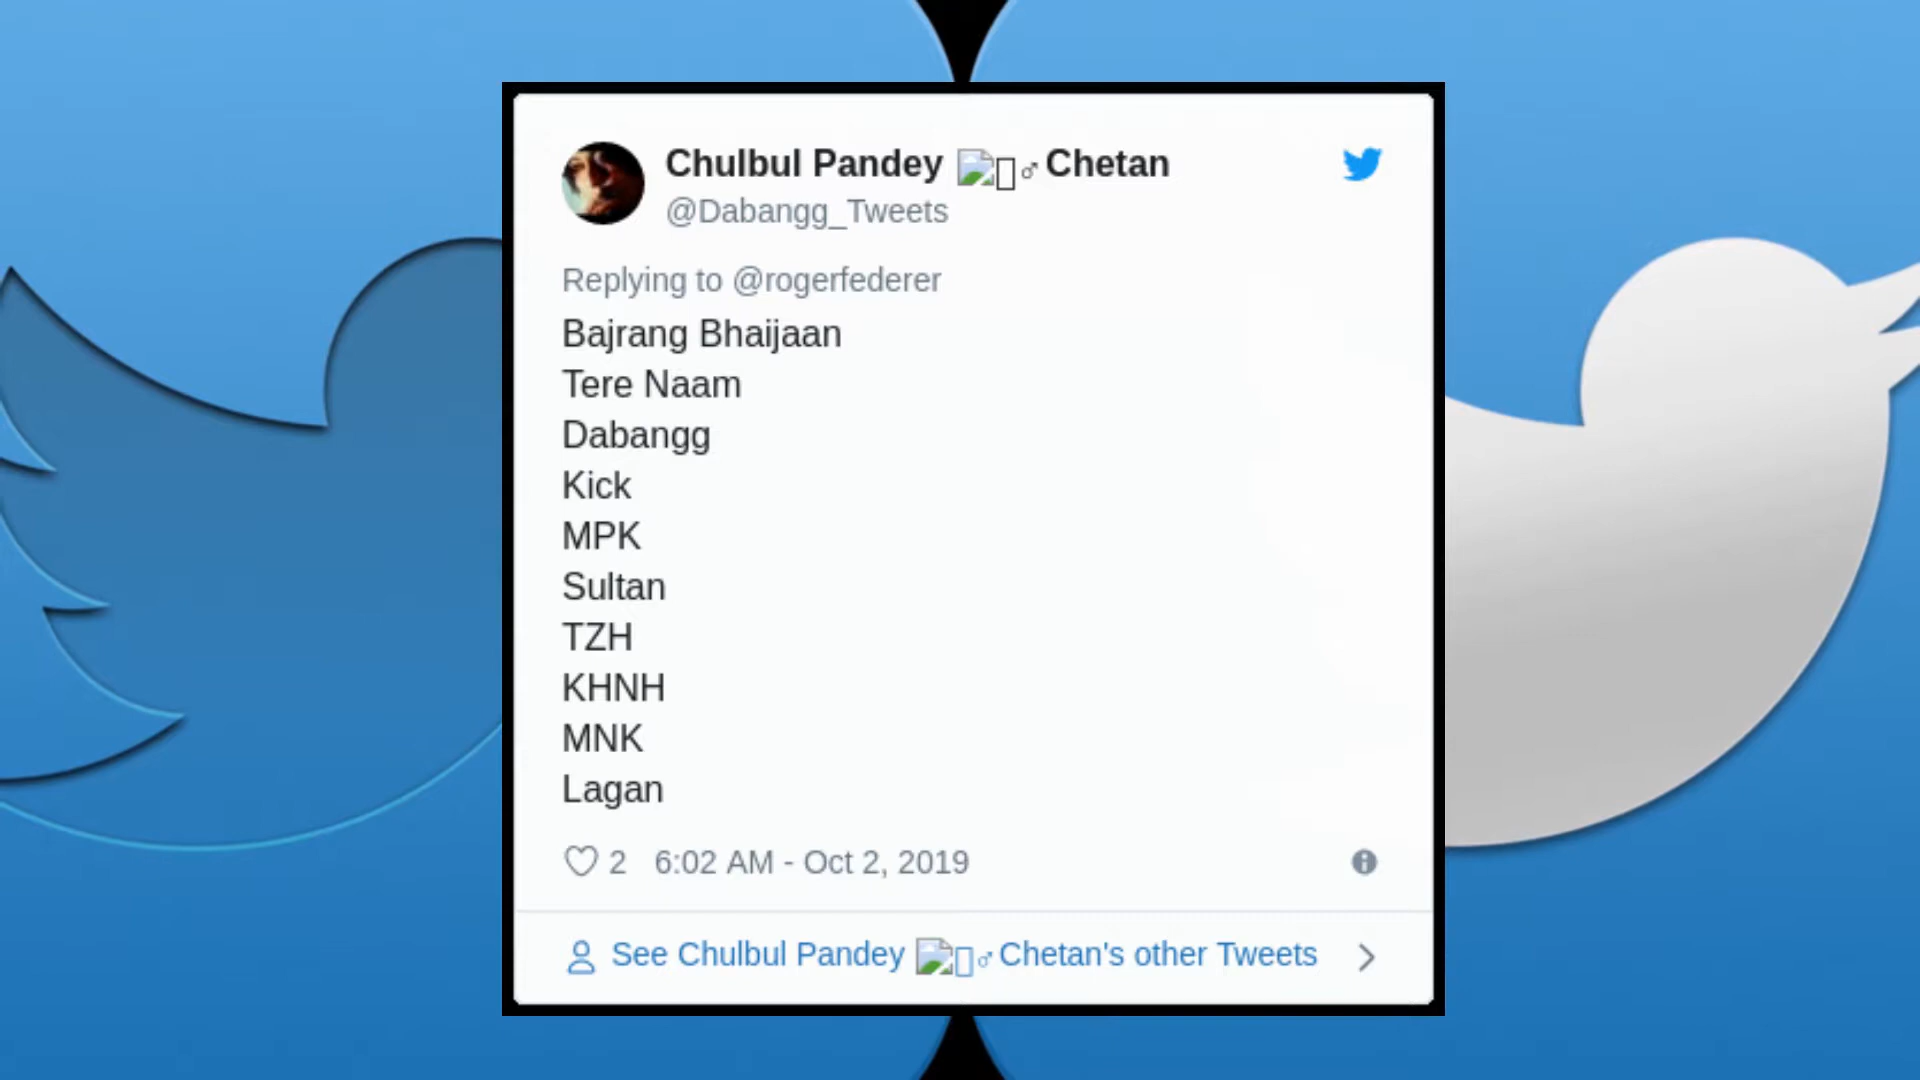 Chulbul Pandey ♂ Chetan
@Dabangg_Tweets
Replying to @rogerfederer
Bajrang Bhaijaan
Tere Naam
Dabangg
Kick
MPK
Sultan
TZH
KHNH
MNK
Lagan
2 6:02 AM - Oct 2, 2019
See Chulbul Pandey ♂ Chetan's other Tweets